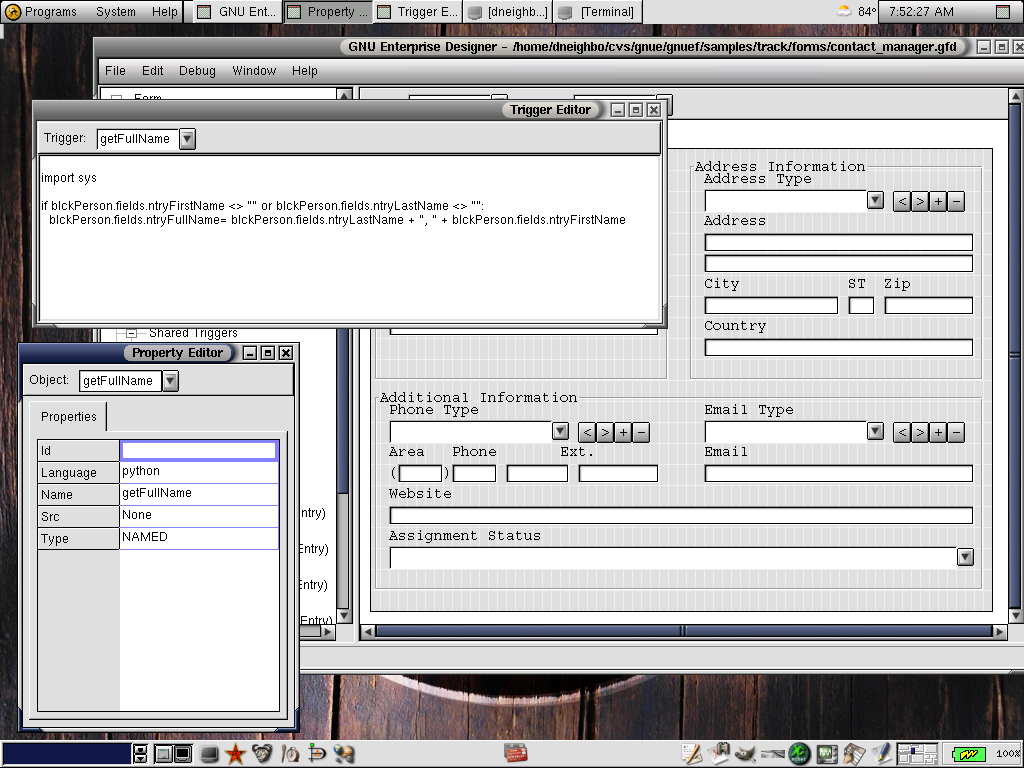 Programs System Help GNU Ent... Property ... Trigger E... [dneighb...] [Terminal] 84° 7:52:27 AM
GNU Enterprise Designer - /home/dneighbo/cvs/gnue/gnuef/samples/track/forms/contact_manager.gfd
File Edit Debug Window Help
Form
Trigger Editor
Trigger: getFullName
import sys
if blckPerson.fields.ntryFirstName <> "" or blckPerson.fields.ntryLastName <> "":
blckPerson.fields.ntryFullName= blckPerson.fields.ntryLastName + ", " + blckPerson.fields.ntryFirstName
Address Information
Address Type
< > + −
Address
City ST Zip
Country
Shared Triggers
Property Editor
Object: getFullName
Properties
Id
Language python
Name getFullName
Src None
Type NAMED
ntry)
Entry)
Entry)
Entry)
Additional Information
Phone Type Email Type
< > + − < > + −
Area Phone Ext. Email
( )
Website
Assignment Status
100%